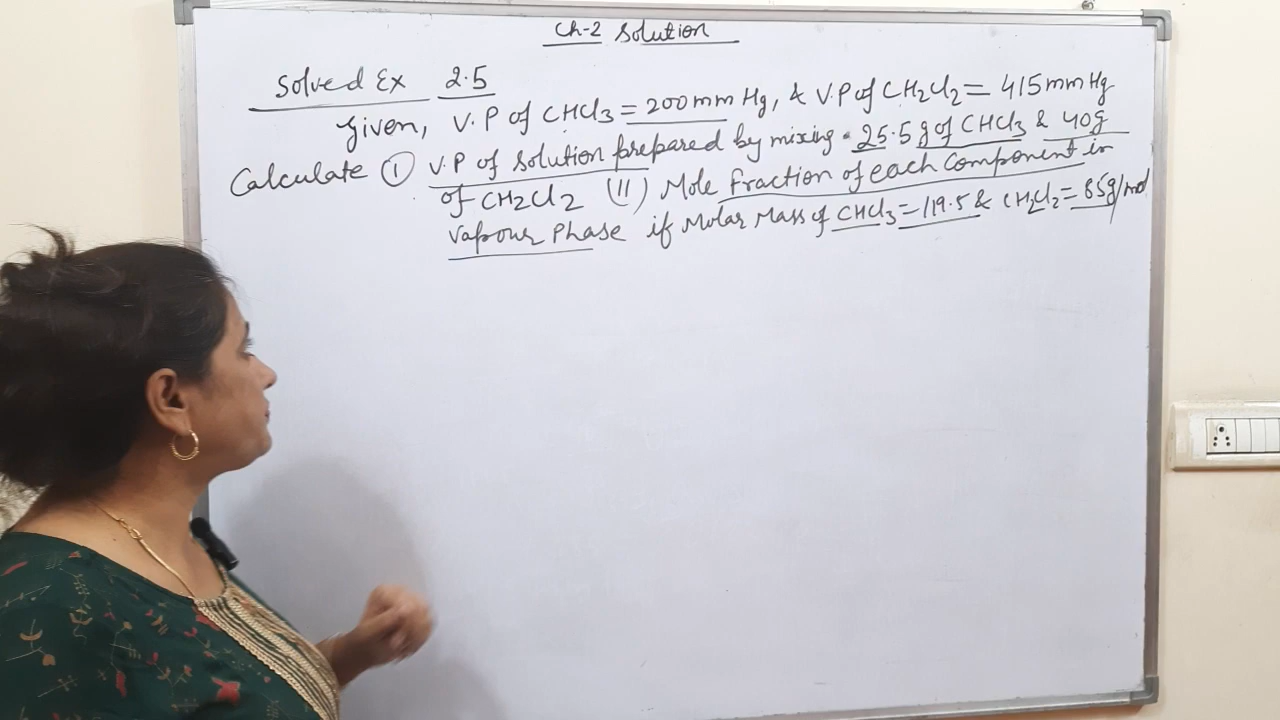 Ch-2 Solution
Solved Ex 2.5
Given, V.P of CHCl3 = 200 mm Hg, & V.P of CH2Cl2 = 415 mm Hg
Calculate (I) V.P of Solution prepared by mixing 25.5 g of CHCl3 & 40g
of CH2Cl2 (II) Mole fraction of each Component in
Vapour Phase if Molar Mass of CHCl3 = 119.5 & CH2Cl2 = 85g/mol